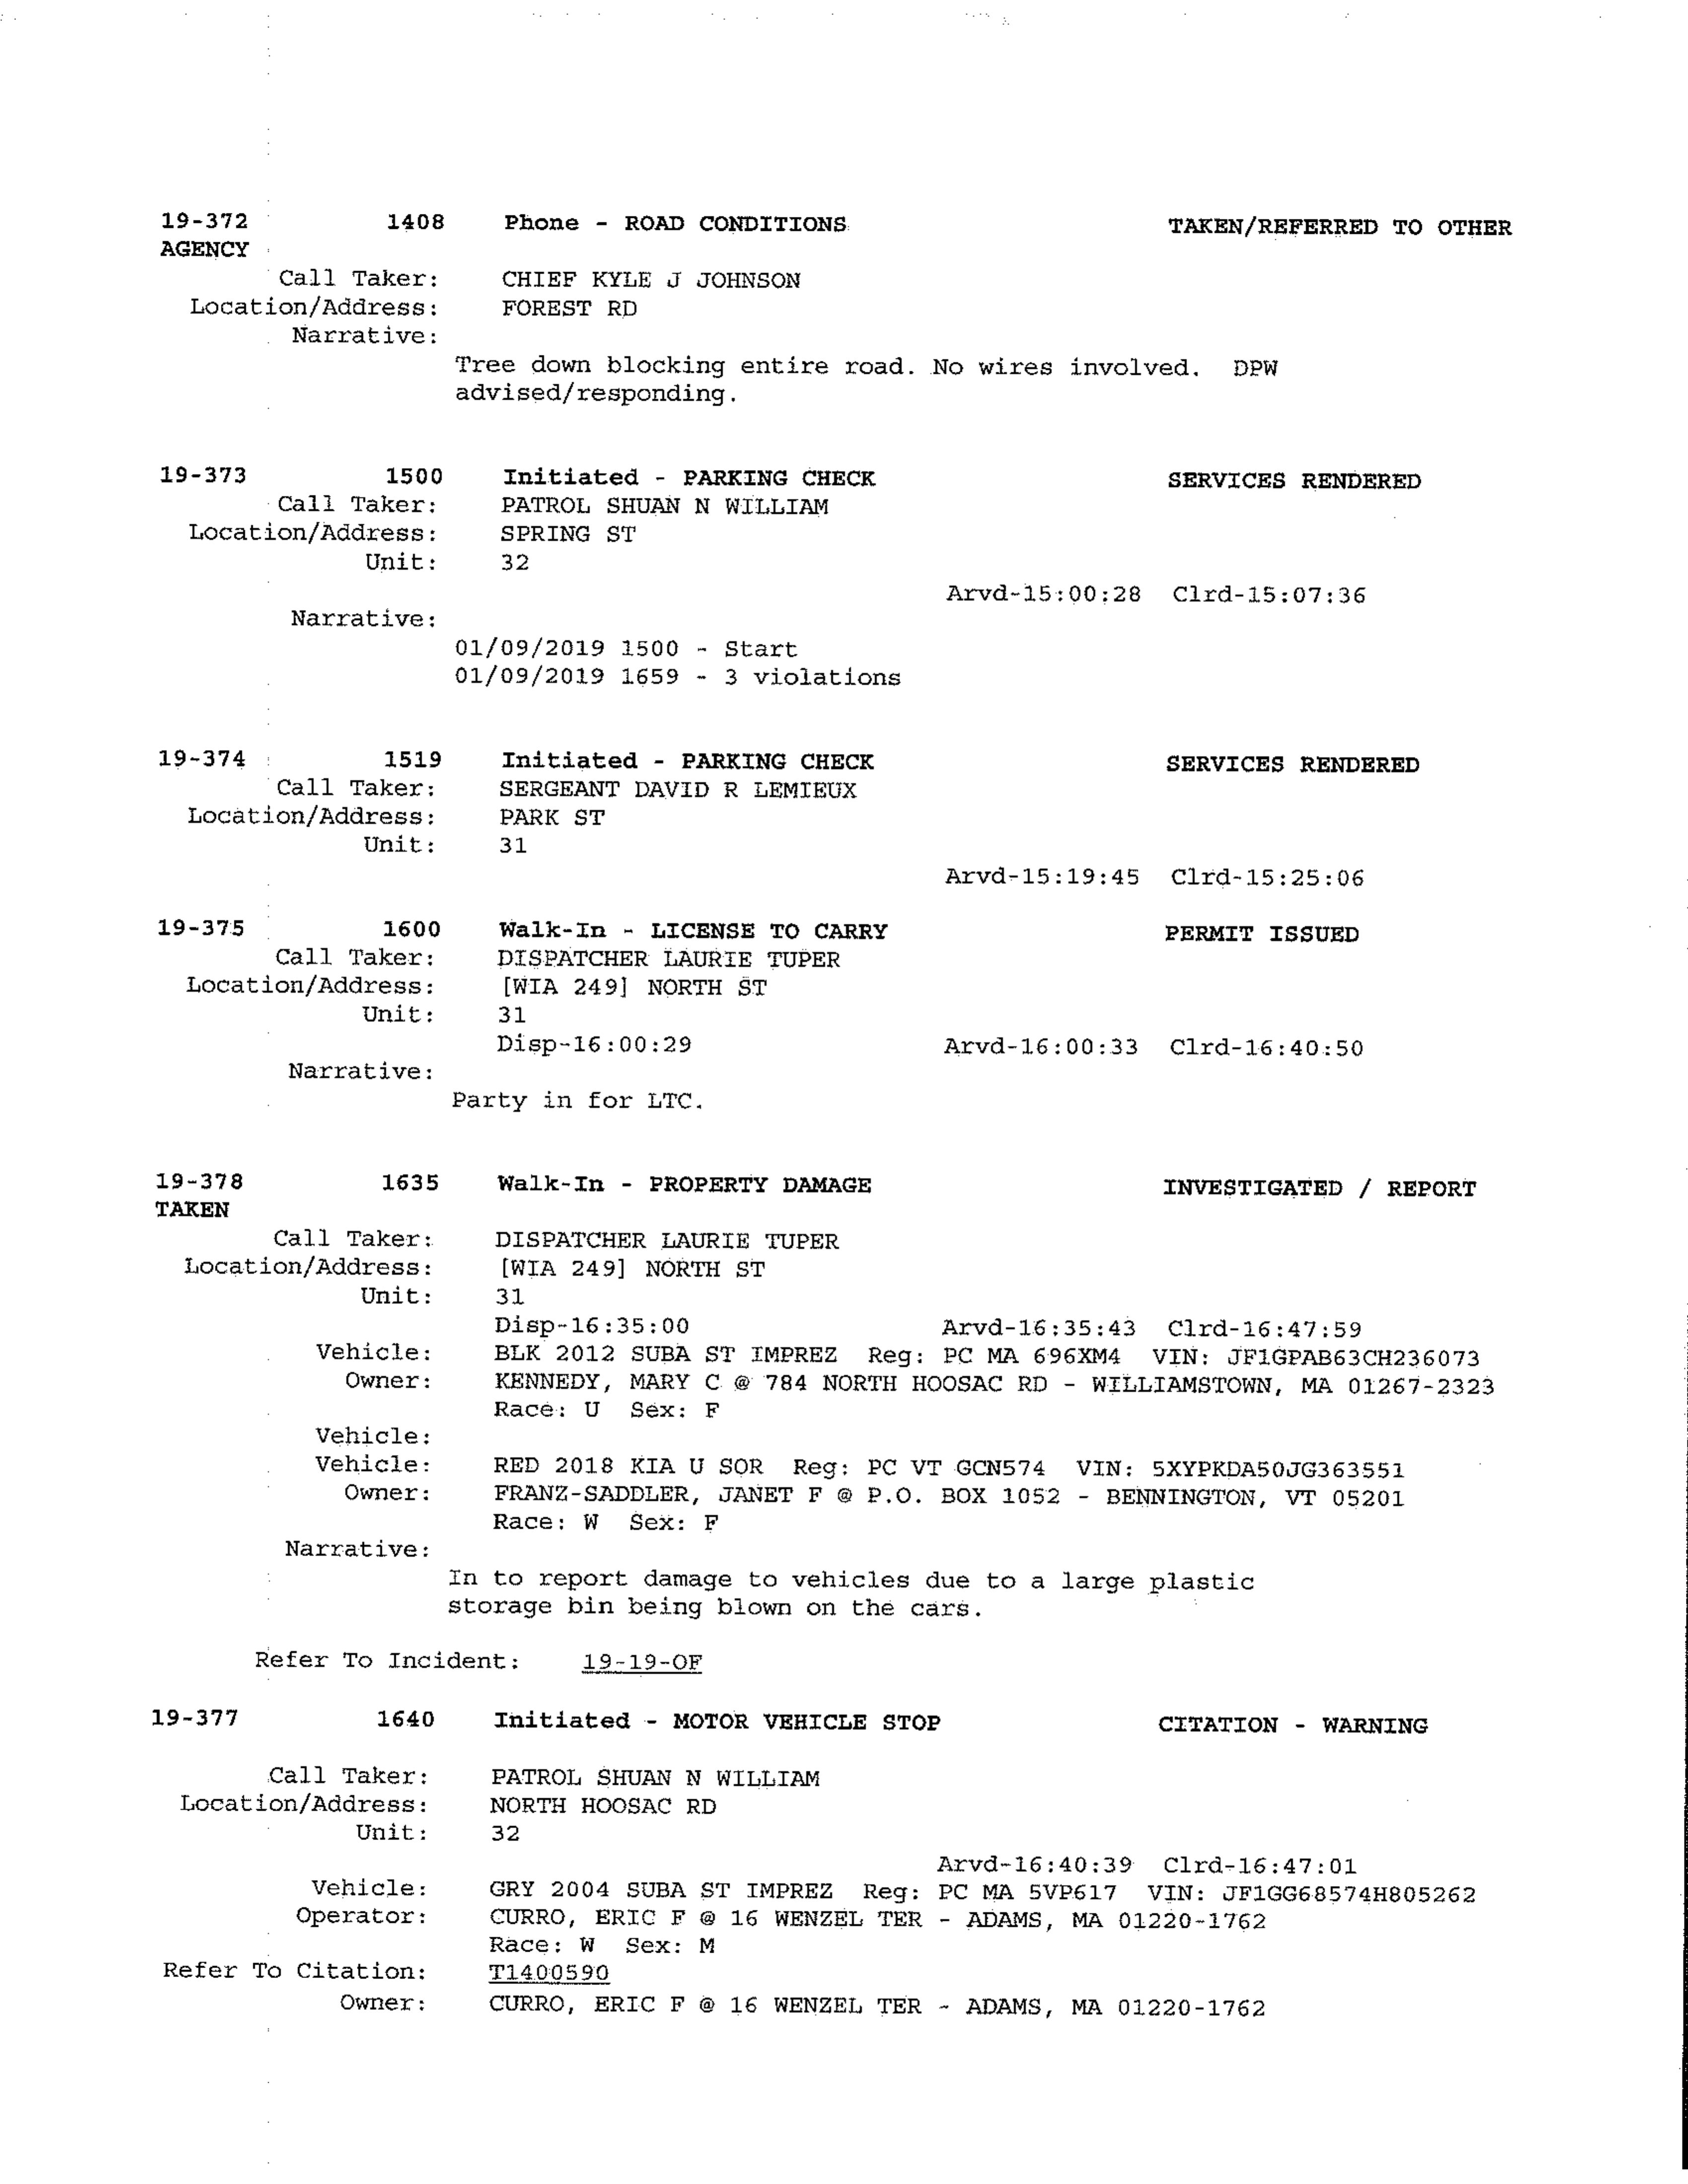 19-372 1408 Phone - ROAD CONDITIONS TAKEN/REFERRED TO OTHER
AGENCY
Call Taker: CHIEF KYLE J JOHNSON
Location/Address: FOREST RD
Narrative:
Tree down blocking entire road. No wires involved. DPW
advised/responding.
19-373 1500 Initiated - PARKING CHECK SERVICES RENDERED
Call Taker: PATROL SHUAN N WILLIAM
Location/Address: SPRING ST
Unit: 32
Arvd-15:00:28 Clrd-15:07:36
Narrative:
01/09/2019 1500 - Start
01/09/2019 1659 - 3 violations
19-374 1519 Initiated - PARKING CHECK SERVICES RENDERED
Call Taker: SERGEANT DAVID R LEMIEUX
Location/Address: PARK ST
Unit: 31
Arvd-15:19:45 Clrd-15:25:06
19-375 1600 Walk-In - LICENSE TO CARRY PERMIT ISSUED
Call Taker: DISPATCHER LAURIE TUPER
Location/Address: [WIA 249] NORTH ST
Unit: 31
Disp-16:00:29 Arvd-16:00:33 Clrd-16:40:50
Narrative:
Party in for LTC.
19-378 1635 Walk-In - PROPERTY DAMAGE INVESTIGATED / REPORT
TAKEN
Call Taker: DISPATCHER LAURIE TUPER
Location/Address: [WIA 249] NORTH ST
Unit: 31
Disp-16:35:00 Arvd-16:35:43 Clrd-16:47:59
Vehicle: BLK 2012 SUBA ST IMPREZ Reg: PC MA 696XM4 VIN: JF1GPAB63CH236073
Owner: KENNEDY, MARY C @ 784 NORTH HOOSAC RD - WILLIAMSTOWN, MA 01267-2323
Race: U Sex: F
Vehicle:
Vehicle: RED 2018 KIA U SOR Reg: PC VT GCN574 VIN: 5XYPKDA50JG363551
Owner: FRANZ-SADDLER, JANET F @ P.O. BOX 1052 - BENNINGTON, VT 05201
Race: W Sex: F
Narrative:
In to report damage to vehicles due to a large plastic
storage bin being blown on the cars.
Refer To Incident: 19-19-OF
19-377 1640 Initiated - MOTOR VEHICLE STOP CITATION - WARNING
Call Taker: PATROL SHUAN N WILLIAM
Location/Address: NORTH HOOSAC RD
Unit: 32
Arvd-16:40:39 Clrd-16:47:01
Vehicle: GRY 2004 SUBA ST IMPREZ Reg: PC MA 5VP617 VIN: JF1GG68574H805262
Operator: CURRO, ERIC F @ 16 WENZEL TER - ADAMS, MA 01220-1762
Race: W Sex: M
Refer To Citation: T1400590
Owner: CURRO, ERIC F @ 16 WENZEL TER - ADAMS, MA 01220-1762